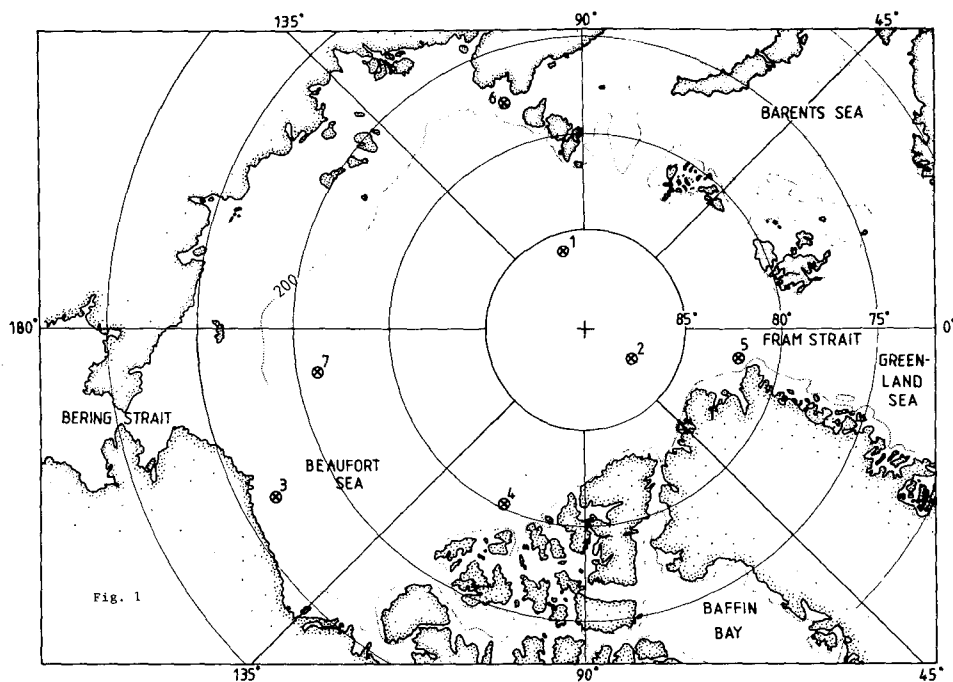 135°
90°
45°
6
BARENTS SEA
1
200
180°
85°
80°
75°
0°
FRAM STRAIT
2
5
GREEN-
LAND
SEA
7
BERING STRAIT
BEAUFORT
SEA
3
4
Fig. 1
BAFFIN
BAY
135°
90°
45°